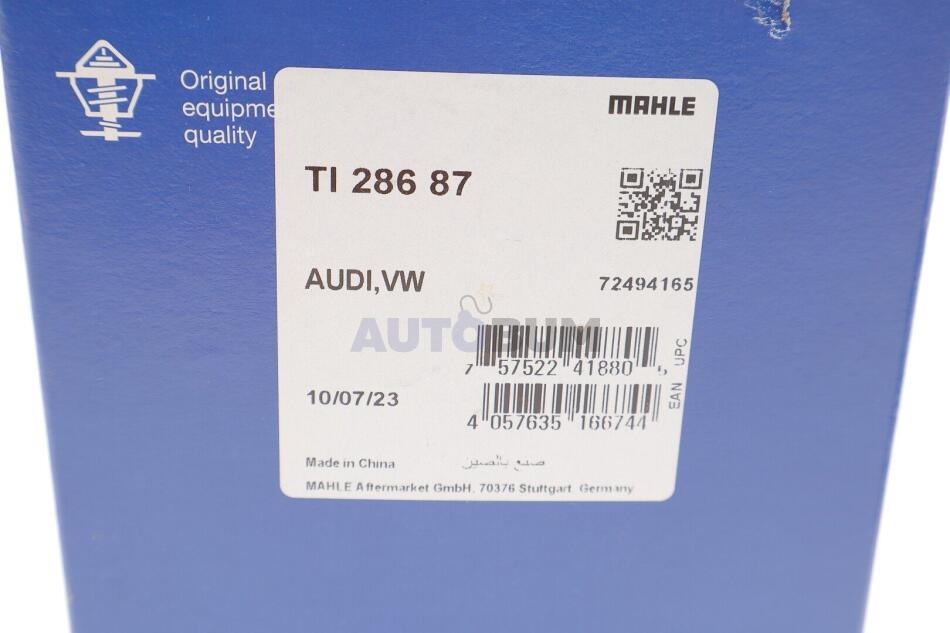 Original
equipme
quality
MAHLE
TI 286 87
AUDI,VW
72494165
AUTOBUM
7 57522 41880 5
UPC
10/07/23
4 057635 166744
EAN
Made in China
صنع بالصين
MAHLE Aftermarket GmbH, 70376 Stuttgart, Germany